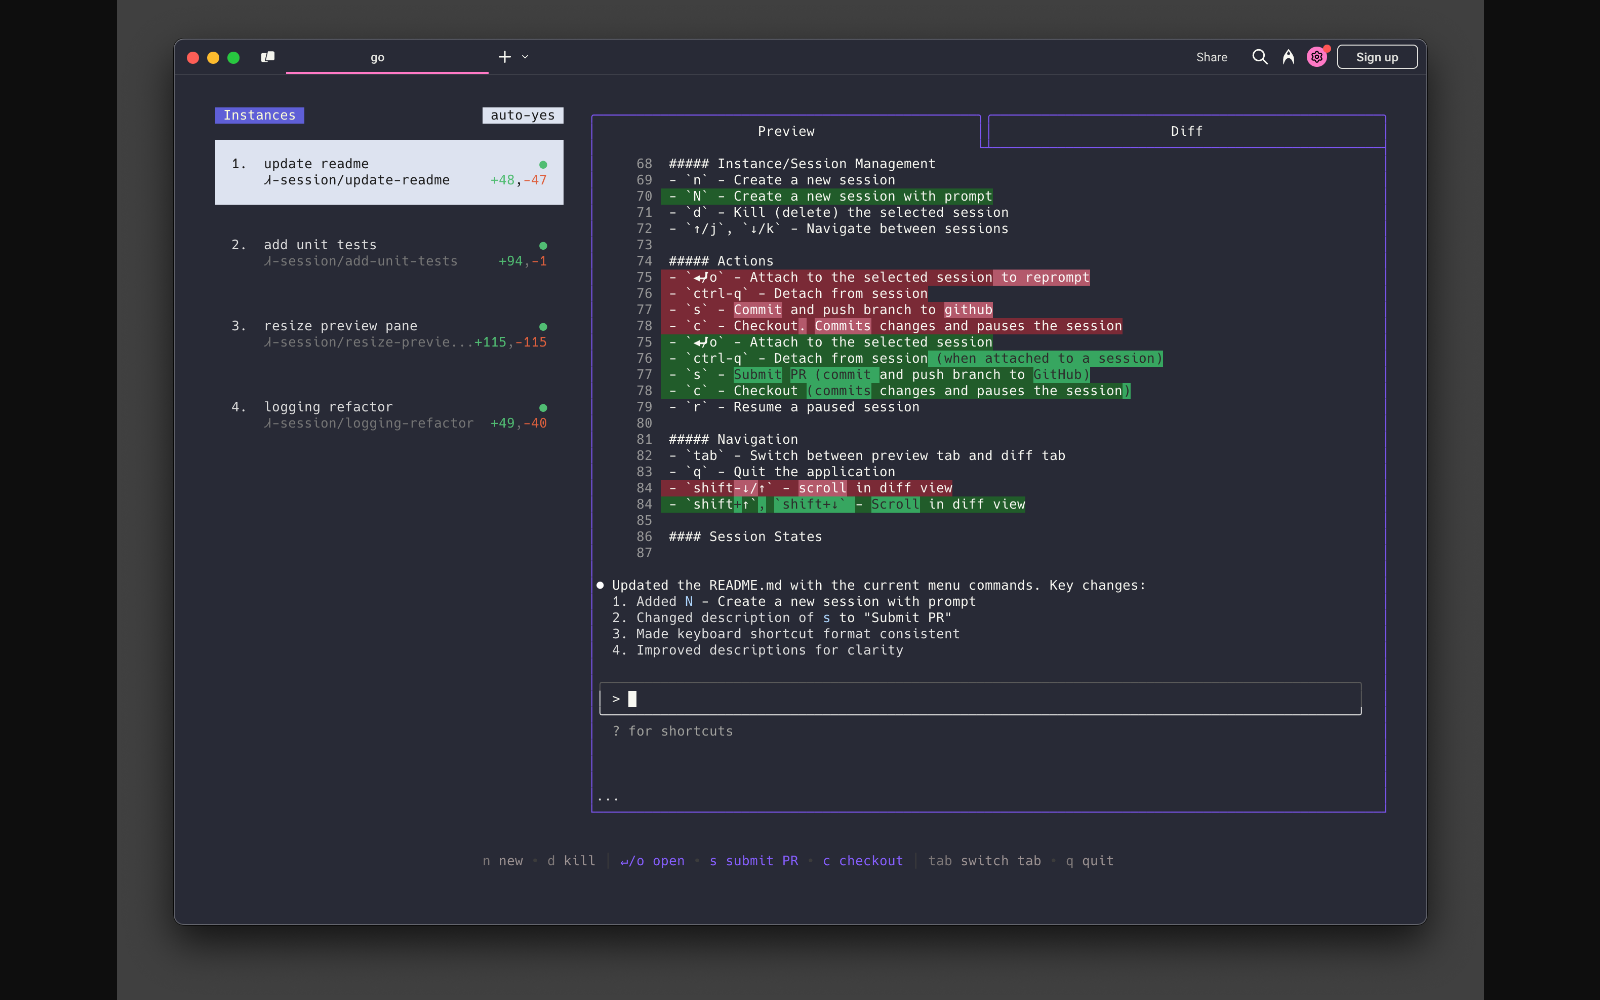 go
Share
Sign up
Instances
auto-yes
1. update readme
⅄-session/update-readme +48,-47
2. add unit tests
⅄-session/add-unit-tests +94,-1
3. resize preview pane
⅄-session/resize-previe...+115,-115
4. logging refactor
⅄-session/logging-refactor +49,-40
Preview
Diff
68 ##### Instance/Session Management
69 - `n` - Create a new session
70 - `N` - Create a new session with prompt
71 - `d` - Kill (delete) the selected session
72 - `↑/j`, `↓/k` - Navigate between sessions
73
74 ##### Actions
75 - `↵/o` - Attach to the selected session to reprompt
76 - `ctrl-q` - Detach from session
77 - `s` - Commit and push branch to github
78 - `c` - Checkout. Commits changes and pauses the session
75 - `↵/o` - Attach to the selected session
76 - `ctrl-q` - Detach from session (when attached to a session)
77 - `s` - Submit PR (commit and push branch to GitHub)
78 - `c` - Checkout (commits changes and pauses the session)
79 - `r` - Resume a paused session
80
81 ##### Navigation
82 - `tab` - Switch between preview tab and diff tab
83 - `q` - Quit the application
84 - `shift-↓/↑` - scroll in diff view
84 - `shift+↑`, `shift+↓` - Scroll in diff view
85
86 #### Session States
87
● Updated the README.md with the current menu commands. Key changes:
1. Added N - Create a new session with prompt
2. Changed description of s to "Submit PR"
3. Made keyboard shortcut format consistent
4. Improved descriptions for clarity
>
? for shortcuts
...
n new • d kill │ ↵/o open • s submit PR • c checkout │ tab switch tab • q quit